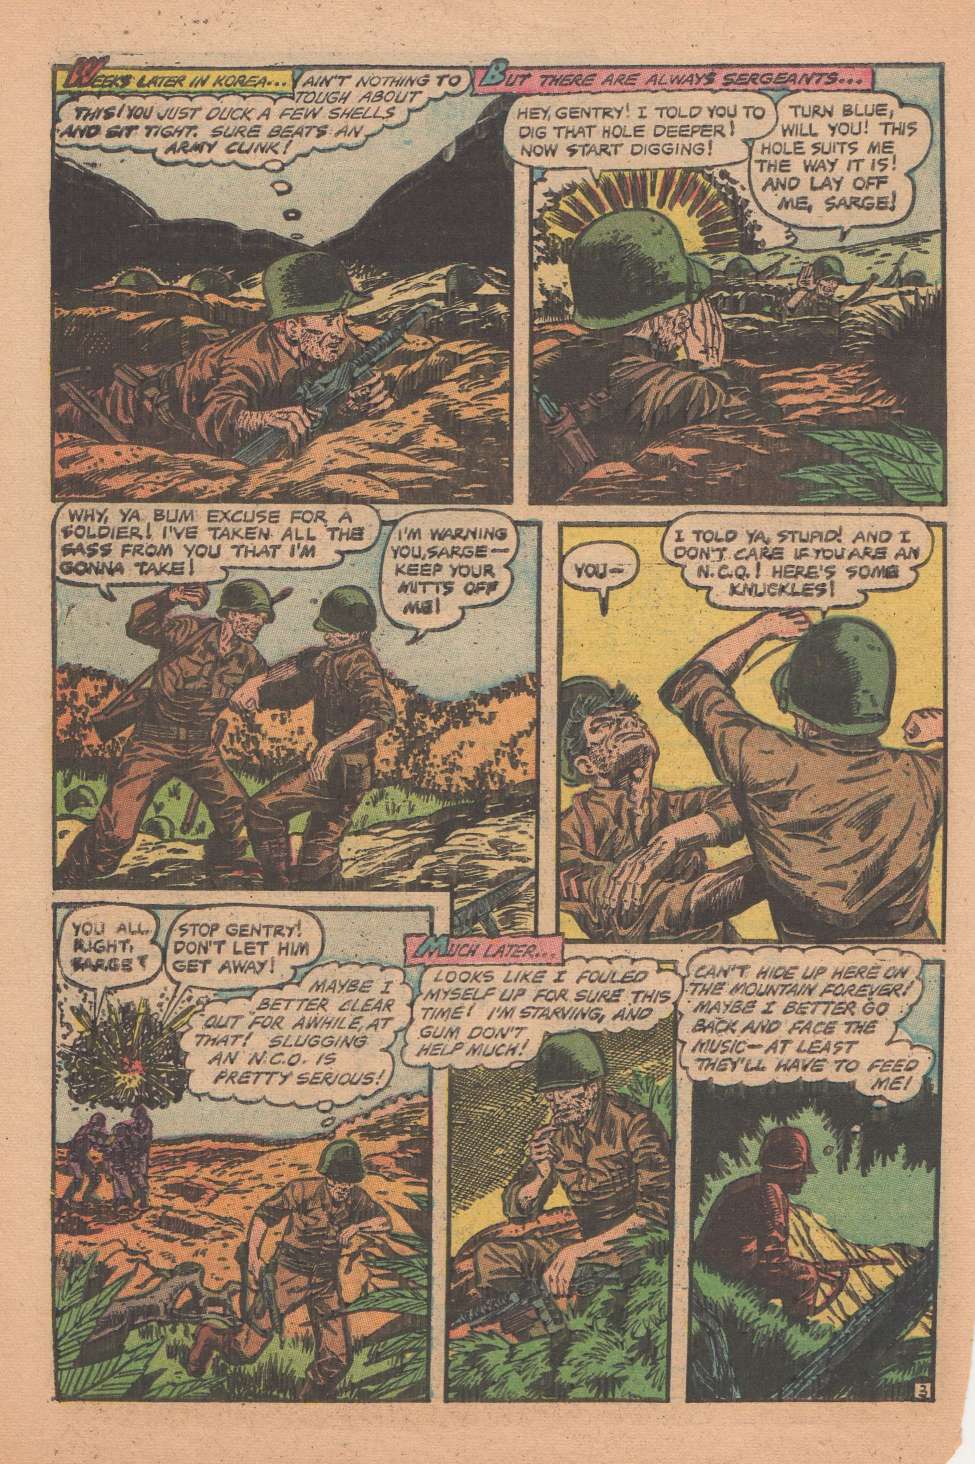 WEEKS LATER IN KOREA...
AIN'T NOTHING TO
TOUGH ABOUT
THIS! YOU JUST DUCK A FEW SHELLS
AND SIT TIGHT. SURE BEATS AN
ARMY CLINK!
BUT THERE ARE ALWAYS SERGEANTS...
HEY, GENTRY! I TOLD YOU TO
DIG THAT HOLE DEEPER!
NOW START DIGGING!
TURN BLUE,
WILL YOU! THIS
HOLE SUITS ME
THE WAY IT IS!
AND LAY OFF
ME, SARGE!
WHY, YA BUM EXCUSE FOR A
SOLDIER! I'VE TAKEN ALL THE
SASS FROM YOU THAT I'M
GONNA TAKE!
I'M WARNING
YOU, SARGE—
KEEP YOUR
MITTS OFF
ME!
YOU—
I TOLD YA, STUPID! AND I
DON'T CARE IF YOU ARE AN
N.C.O.! HERE'S SOME
KNUCKLES!
YOU ALL
RIGHT,
SARGE?
STOP GENTRY!
DON'T LET HIM
GET AWAY!
MAYBE I
BETTER CLEAR
OUT FOR AWHILE, AT
THAT! SLUGGING
AN N.C.O. IS
PRETTY SERIOUS!
MUCH LATER...
LOOKS LIKE I FOULED
MYSELF UP FOR SURE THIS
TIME! I'M STARVING, AND
GUM DON'T
HELP MUCH!
CAN'T HIDE UP HERE ON
THE MOUNTAIN FOREVER!
MAYBE I BETTER GO
BACK AND FACE THE
MUSIC—AT LEAST
THEY'LL HAVE TO FEED
ME!